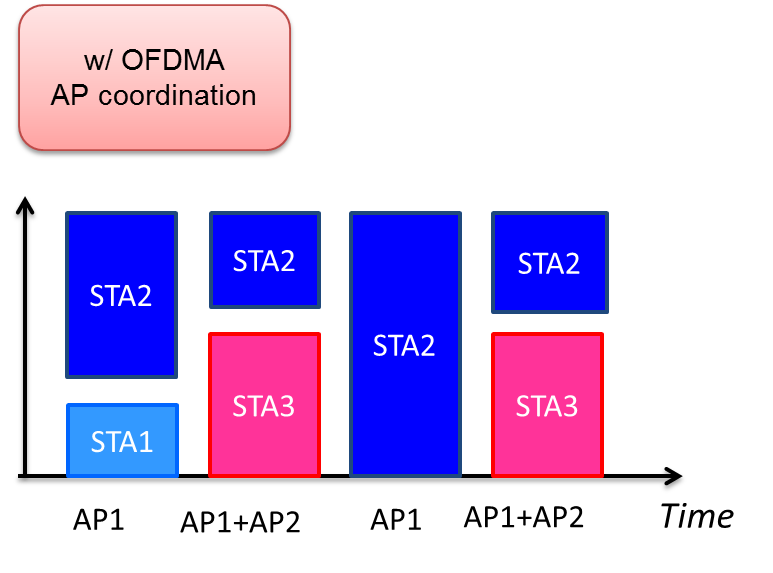 w/ OFDMA
AP coordination
STA2
STA2
STA2
STA2
STA1
STA3
STA3
AP1
AP1+AP2
AP1
AP1+AP2
Time